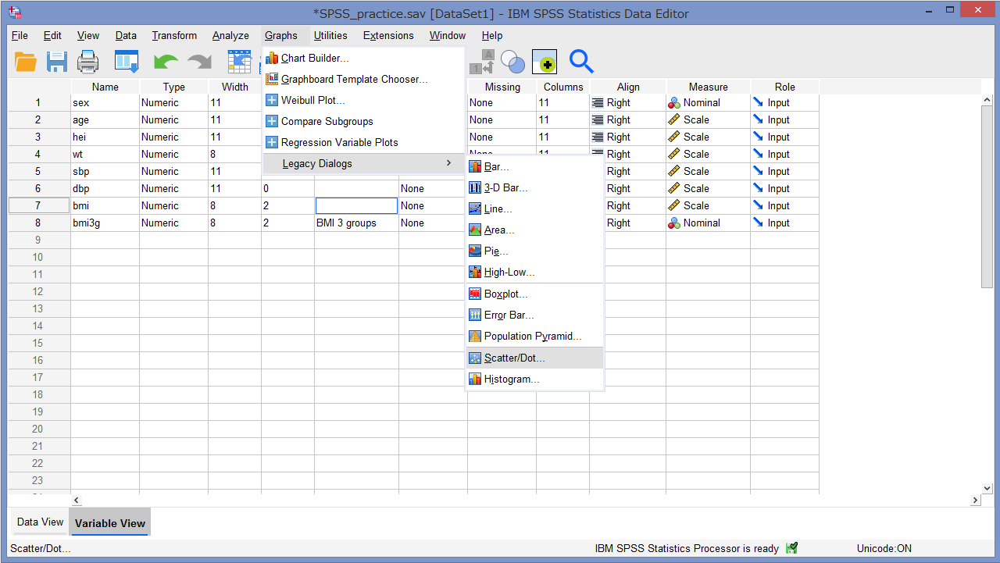 *SPSS_practice.sav [DataSet1] - IBM SPSS Statistics Data Editor
File Edit View Data Transform Analyze Graphs Utilities Extensions Window Help
Chart Builder...
Graphboard Template Chooser...
Weibull Plot...
Compare Subgroups
Regression Variable Plots
Legacy Dialogs
Bar...
3-D Bar...
Line...
Area...
Pie...
High-Low...
Boxplot...
Error Bar...
Population Pyramid...
Scatter/Dot...
Histogram...
Name Type Width Missing Columns Align Measure Role
1 sex Numeric 11 None 11 Right Nominal Input
2 age Numeric 11 None 11 Right Scale Input
3 hei Numeric 11 None 11 Right Scale Input
4 wt Numeric 8 None 11 Right Scale Input
5 sbp Numeric 11 Right Scale Input
6 dbp Numeric 11 0 None Right Scale Input
7 bmi Numeric 8 2 None Right Scale Input
8 bmi3g Numeric 8 2 BMI 3 groups None Right Nominal Input
9
10
11
12
13
14
15
16
17
18
19
20
21
22
23
Data View Variable View
Scatter/Dot... IBM SPSS Statistics Processor is ready Unicode:ON